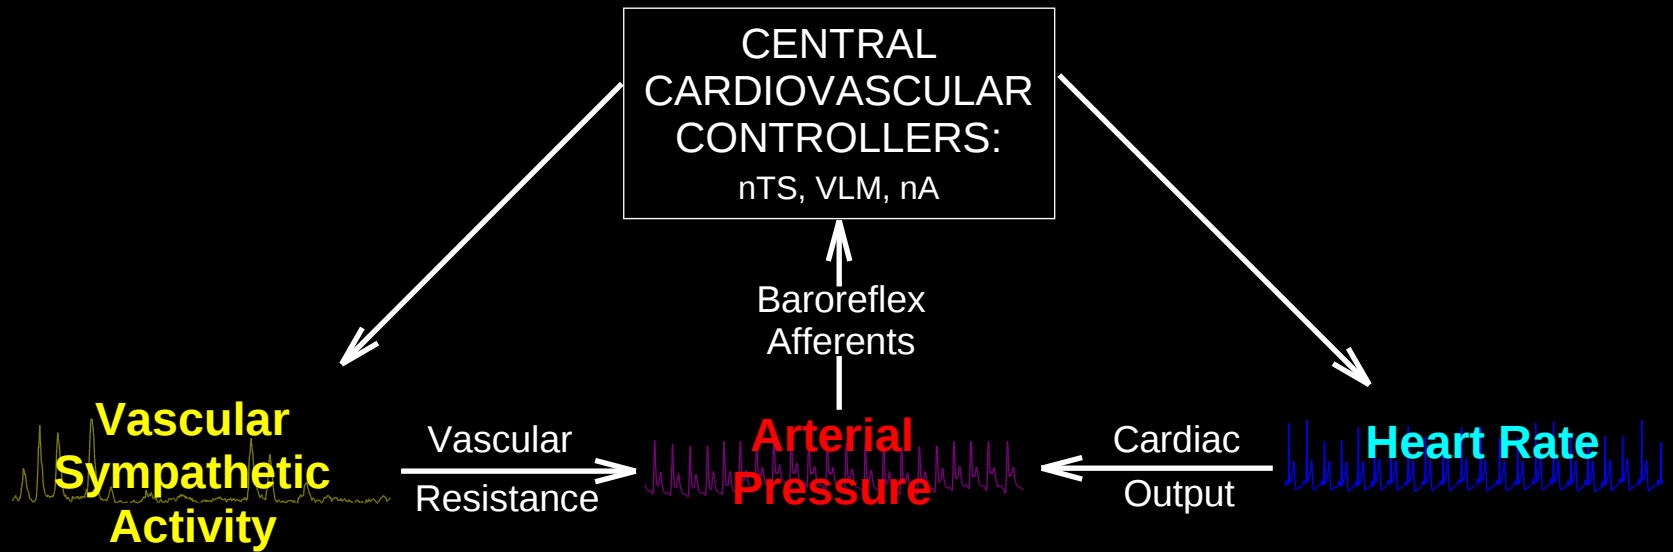 CENTRAL
CARDIOVASCULAR
CONTROLLERS:
nTS, VLM, nA
Baroreflex
Afferents
Vascular
Sympathetic
Activity
Vascular
Resistance
Arterial
Pressure
Cardiac
Output
Heart Rate